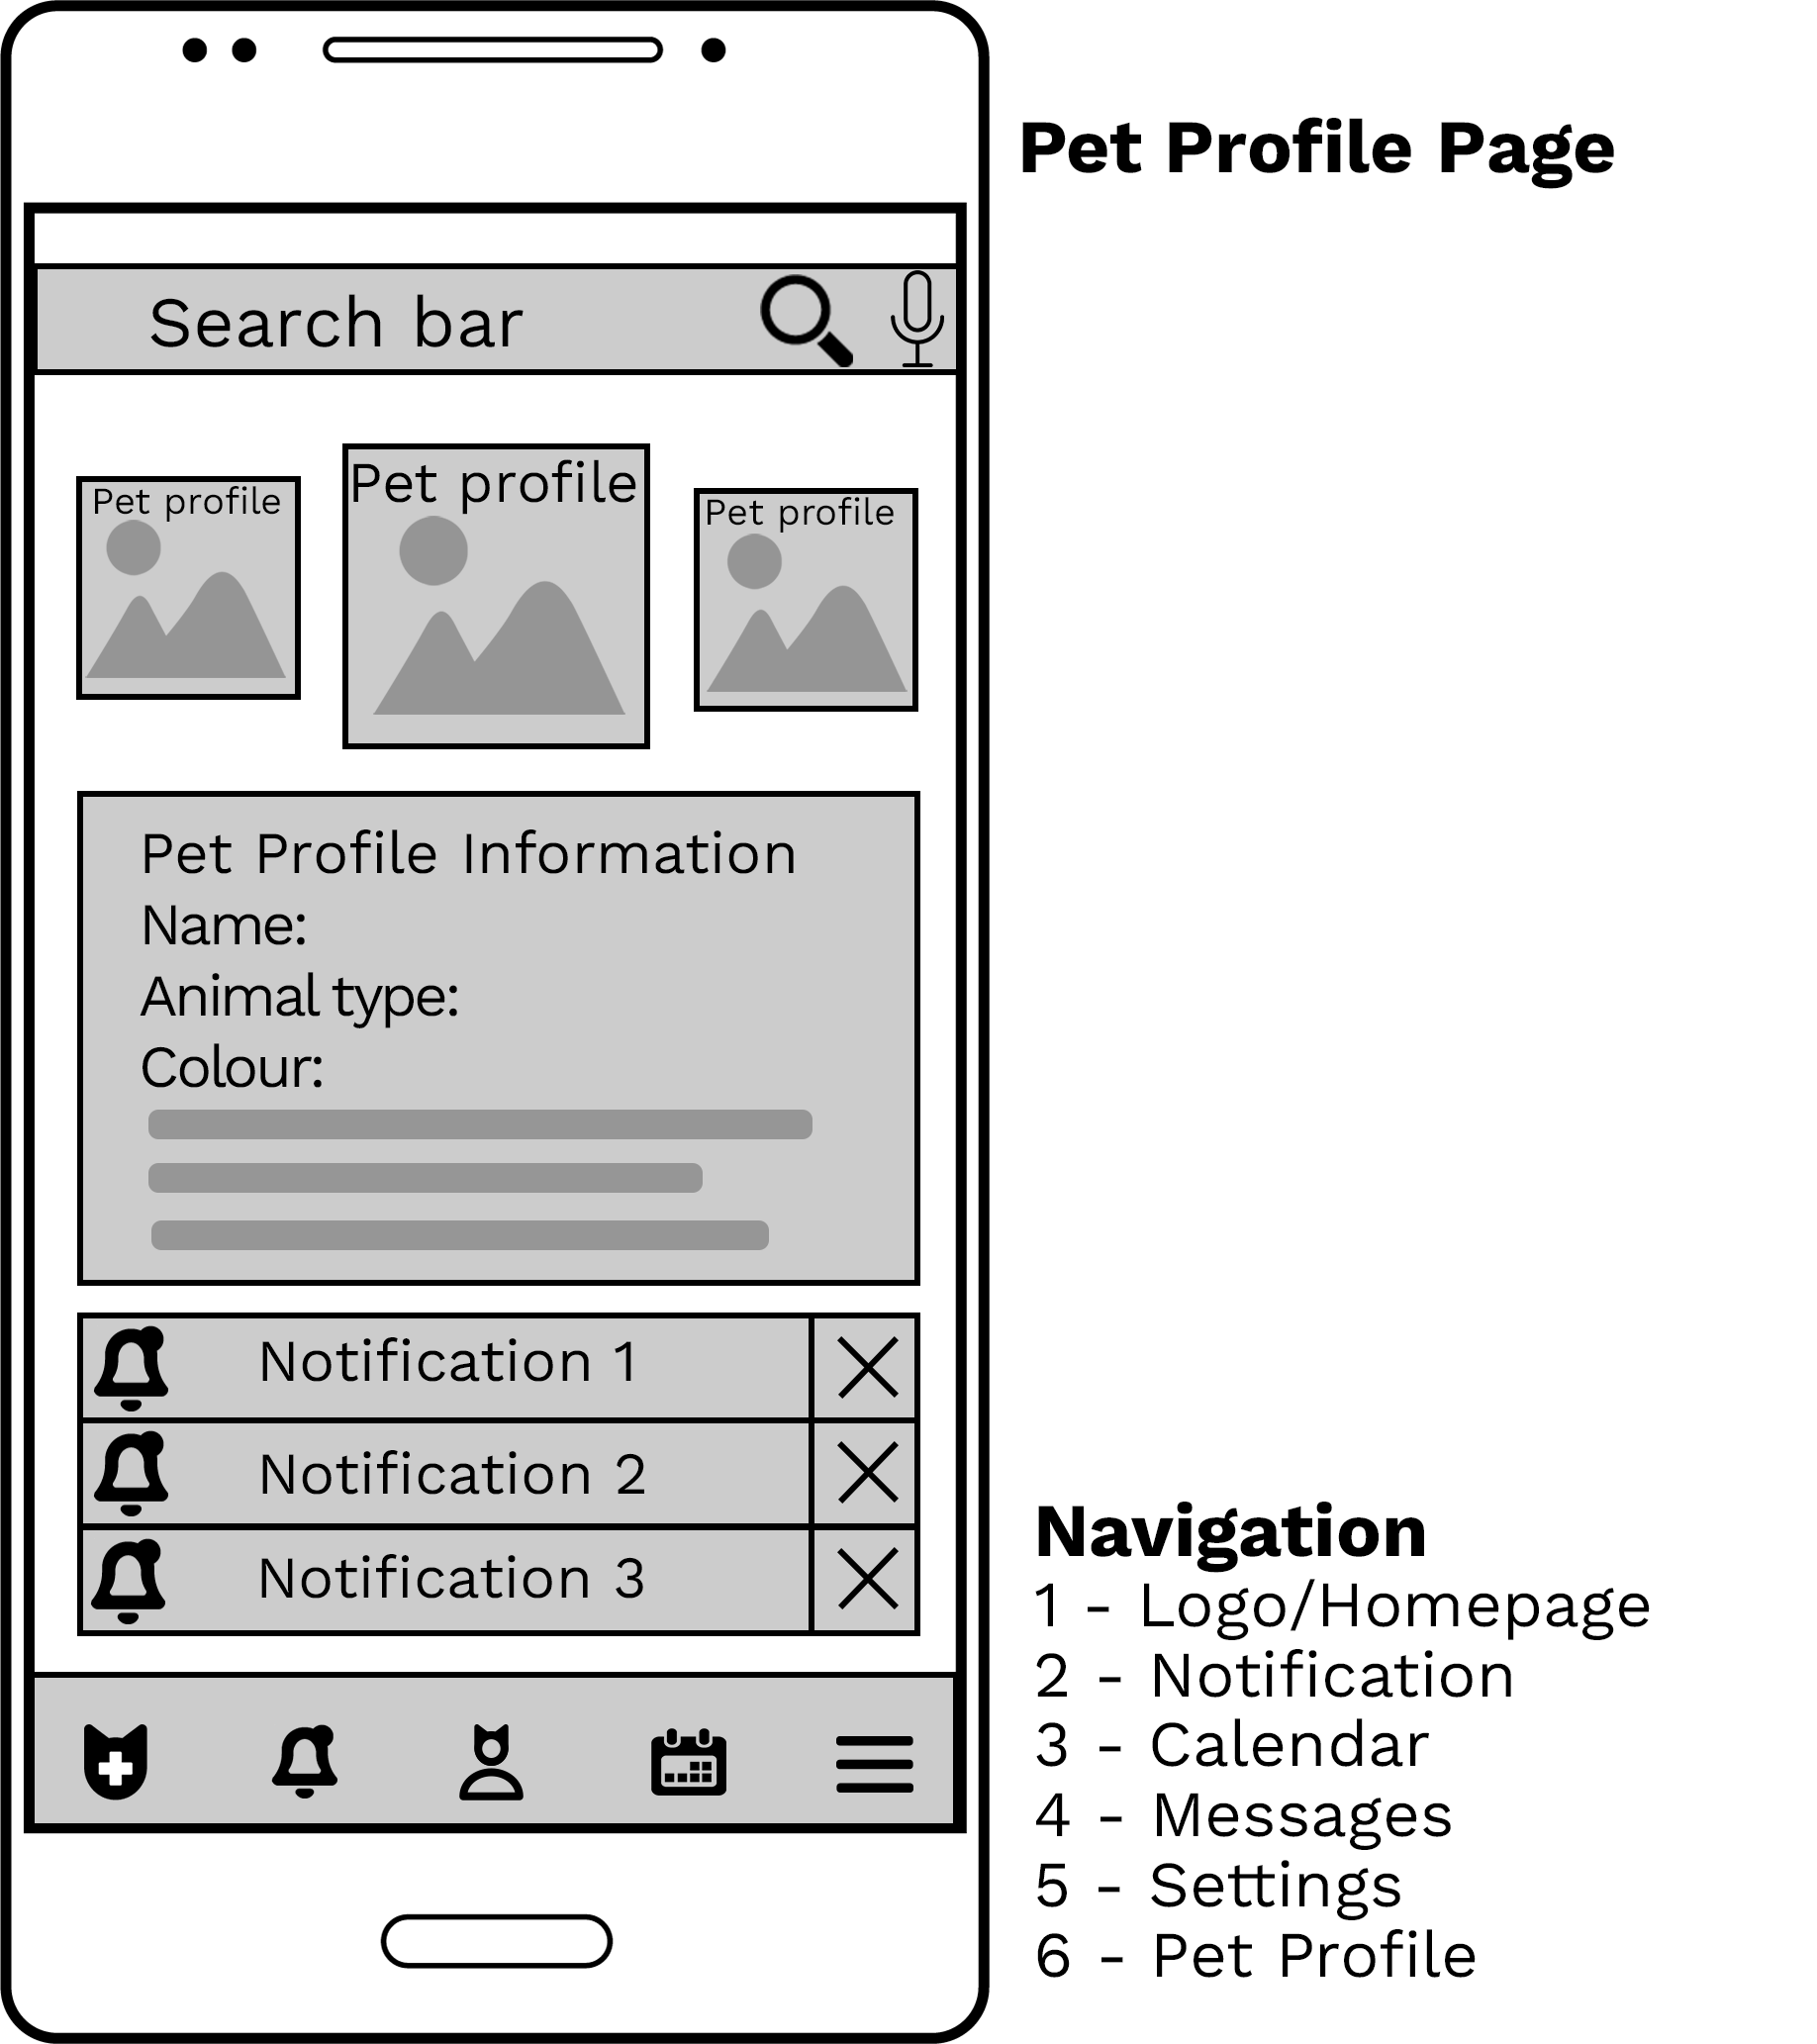 Pet Profile Page
Search bar
Pet profile
Pet profile
Pet profile
Pet Profile Information
Name:
Animal type:
Colour:
Notification 1
Notification 2
Notification 3
Navigation
1 - Logo/Homepage
2 - Notification
3 - Calendar
4 - Messages
5 - Settings
6 - Pet Profile